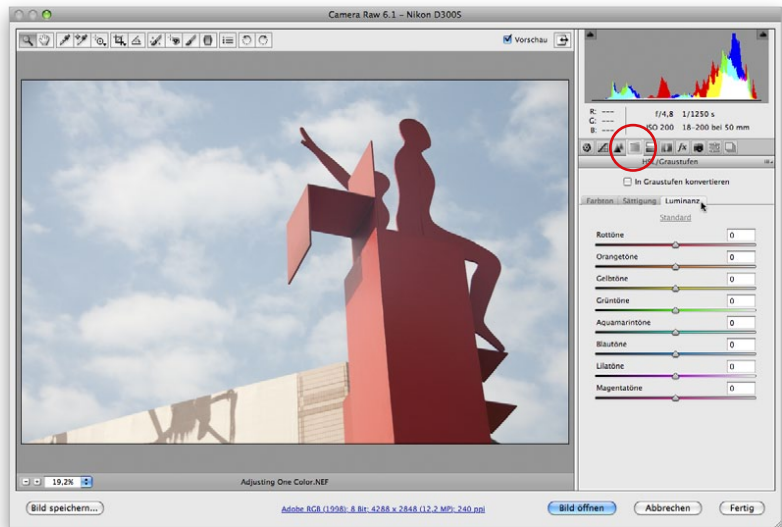 Camera Raw 6.1 – Nikon D300S
Vorschau
R: ---
G: ---
B: ---
f/4,8 1/1250 s
ISO 200 18-200 bei 50 mm
fx
HSL/Graustufen
In Graustufen konvertieren
Farbton Sättigung Luminanz
Standard
Rottöne 0
Orangetöne 0
Gelbtöne 0
Grüntöne 0
Aquamarintöne 0
Blautöne 0
Lilatöne 0
Magentatöne 0
19,2% Adjusting One Color.NEF
Bild speichern... Adobe RGB (1998); 8 Bit; 4288 x 2848 (12,2 MP); 240 ppi Bild öffnen Abbrechen Fertig